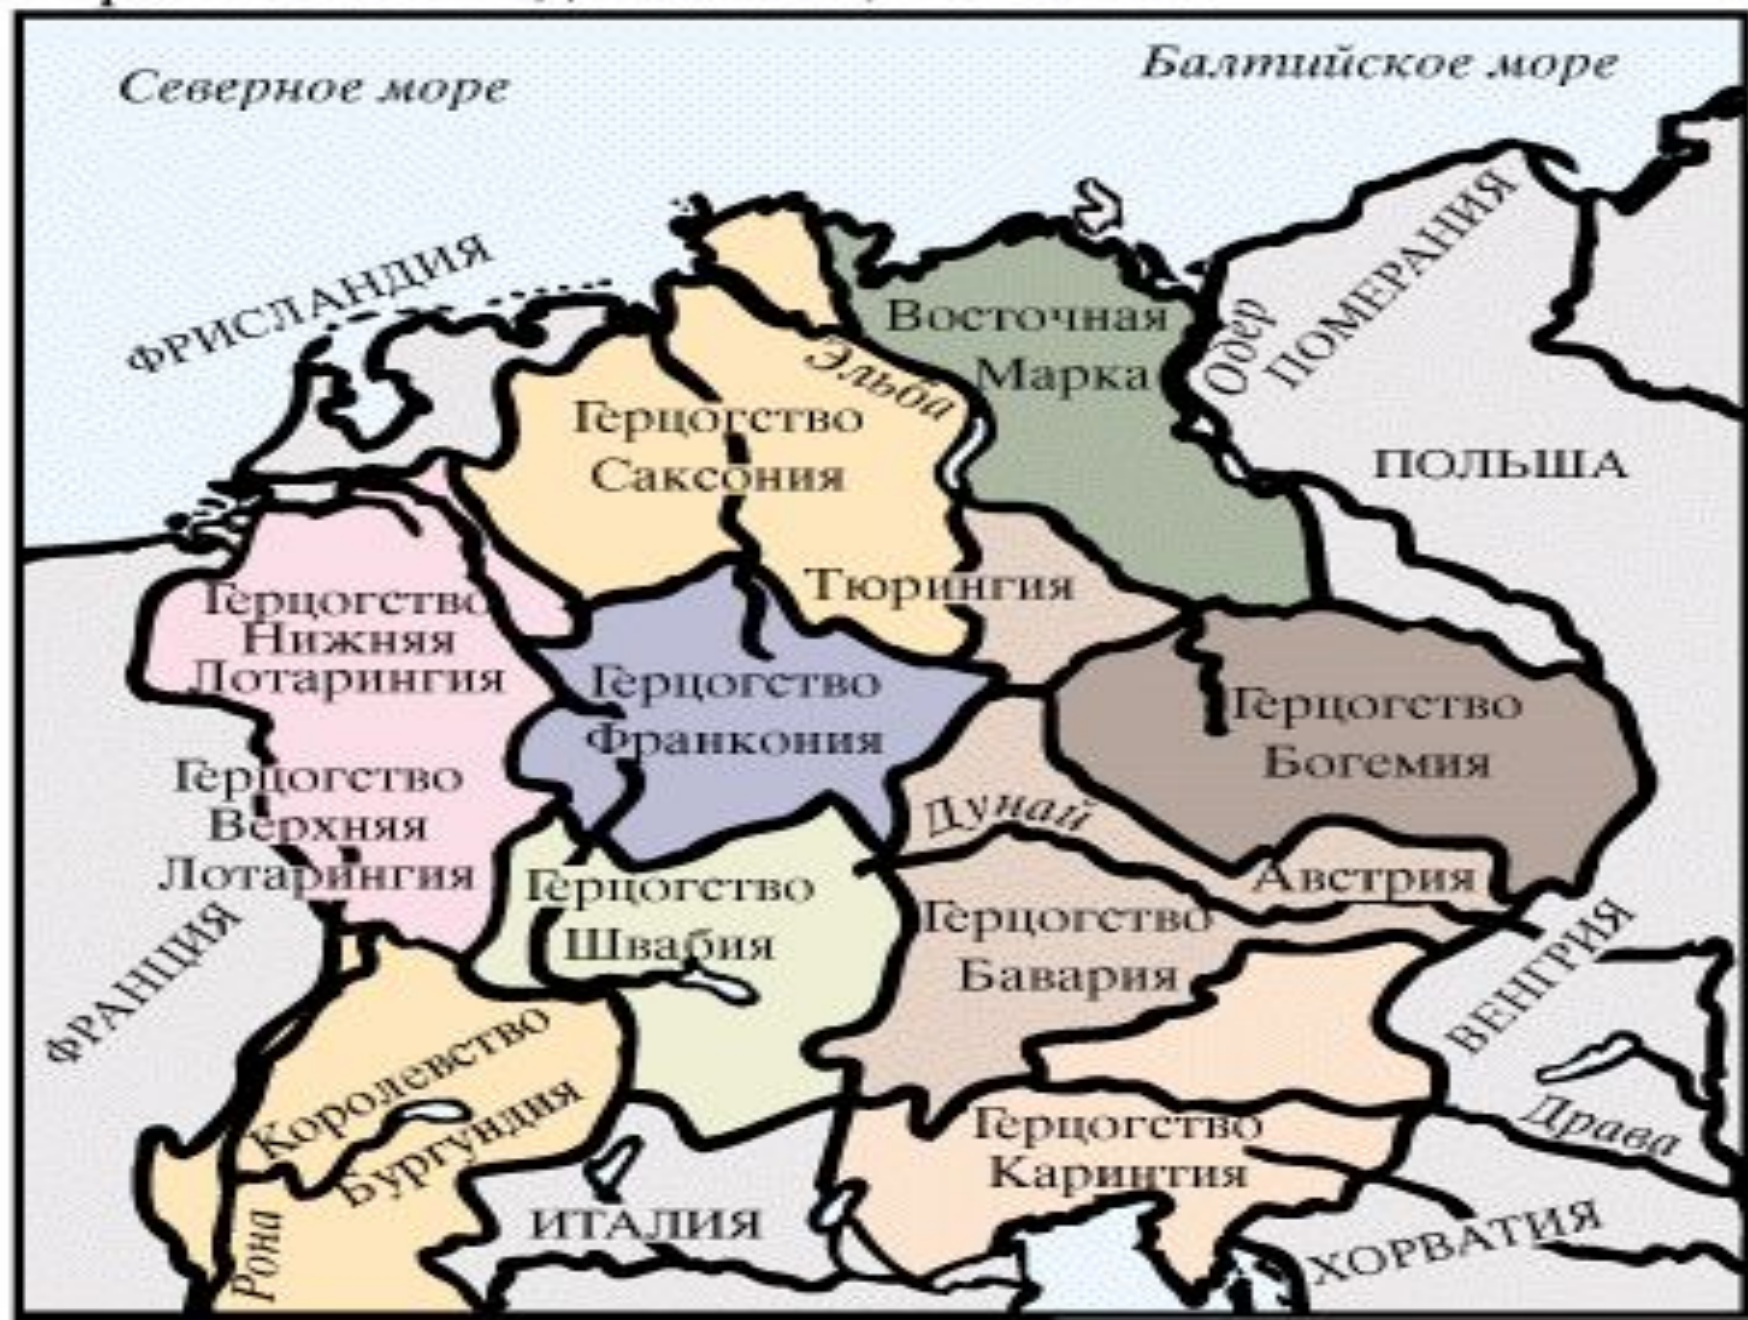 Северное море
Балтийское море
ФРИСЛАНДИЯ
Восточная
Марка
Одер
ПОМЕРАНИЯ
Эльба
Герцогство
Саксония
ПОЛЬША
Тюрингия
Герцогство
Нижняя
Лотарингия
Герцогство
Франкония
Герцогство
Богемия
Герцогство
Верхняя
Лотарингия
Дунай
Австрия
Герцогство
Швабия
Герцогство
Бавария
ФРАНЦИЯ
ВЕНГРИЯ
Королевство
Бургундия
Драва
Герцогство
Каринтия
Рона
ИТАЛИЯ
ХОРВАТИЯ